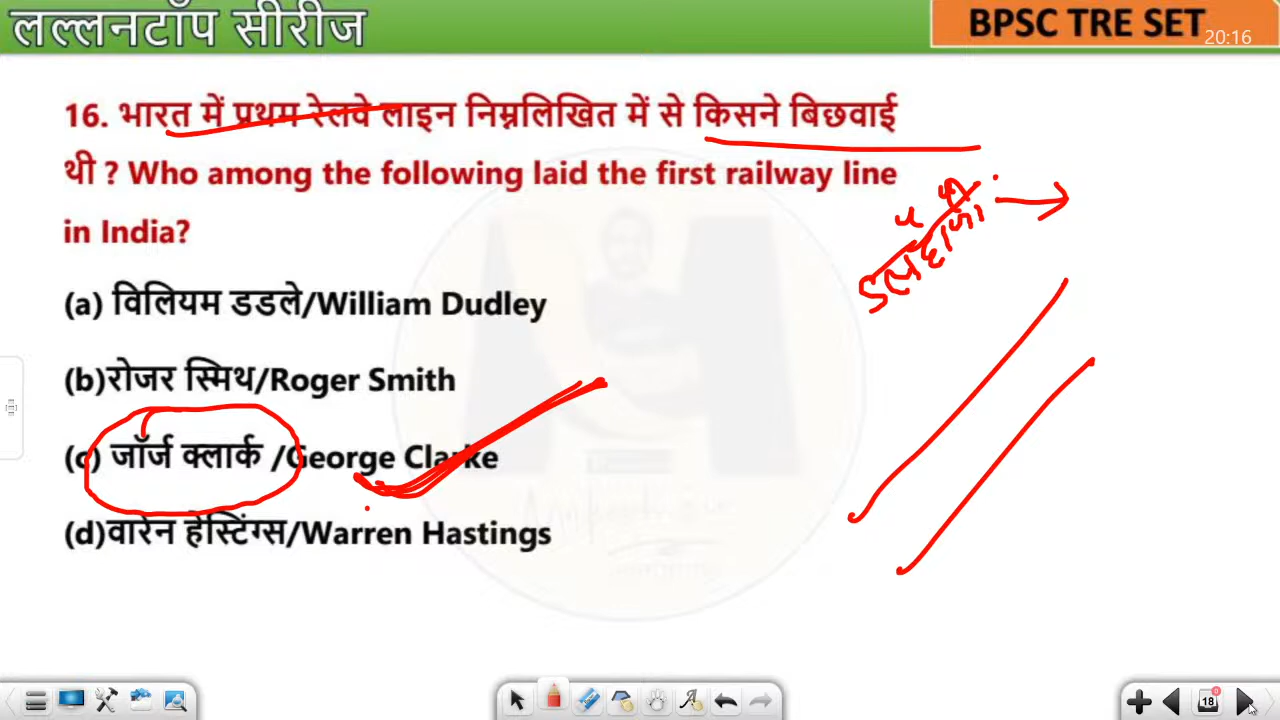 लल्लनटॉप सीरीज
BPSC TRE SET
20:16
16. भारत में प्रथम रेलवे लाइन निम्नलिखित में से किसने बिछवाई
थी ? Who among the following laid the first railway line
in India?
(a) विलियम डडले/William Dudley
(b)रोजर स्मिथ/Roger Smith
(c) जॉर्ज क्लार्क /George Clarke
(d)वारेन हेस्टिंग्स/Warren Hastings
18